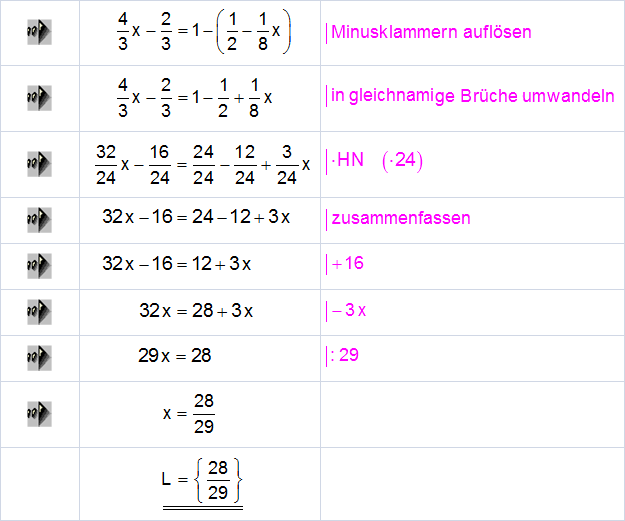 4/3 x − 2/3 = 1 − (1/2 − 1/8 x) |Minusklammern auflösen
4/3 x − 2/3 = 1 − 1/2 + 1/8 x |in gleichnamige Brüche umwandeln
32/24 x − 16/24 = 24/24 − 12/24 + 3/24 x |·HN (·24)
32x − 16 = 24 − 12 + 3x |zusammenfassen
32x − 16 = 12 + 3x |+16
32x = 28 + 3x |−3x
29x = 28 |: 29
x = 28/29
L = {28/29}